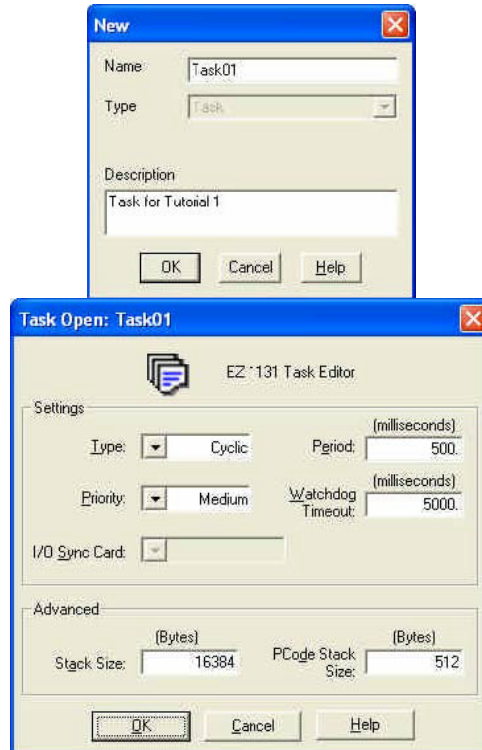 New
Name Task01
Type Task
Description
Task for Tutorial 1
OK Cancel Help
Task Open: Task01
EZ 1131 Task Editor
Settings
(milliseconds)
Type: Cyclic Period: 500.
(milliseconds)
Priority: Medium Watchdog Timeout: 5000.
I/O Sync Card:
Advanced
(Bytes) (Bytes)
Stack Size: 16384 PCode Stack Size: 512
OK Cancel Help